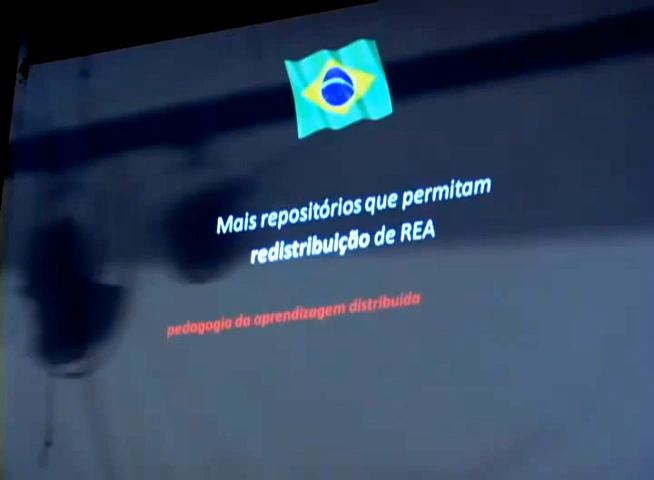 Mais repositórios que permitam
redistribuição de REA
pedagogia da aprendizagem distribuída